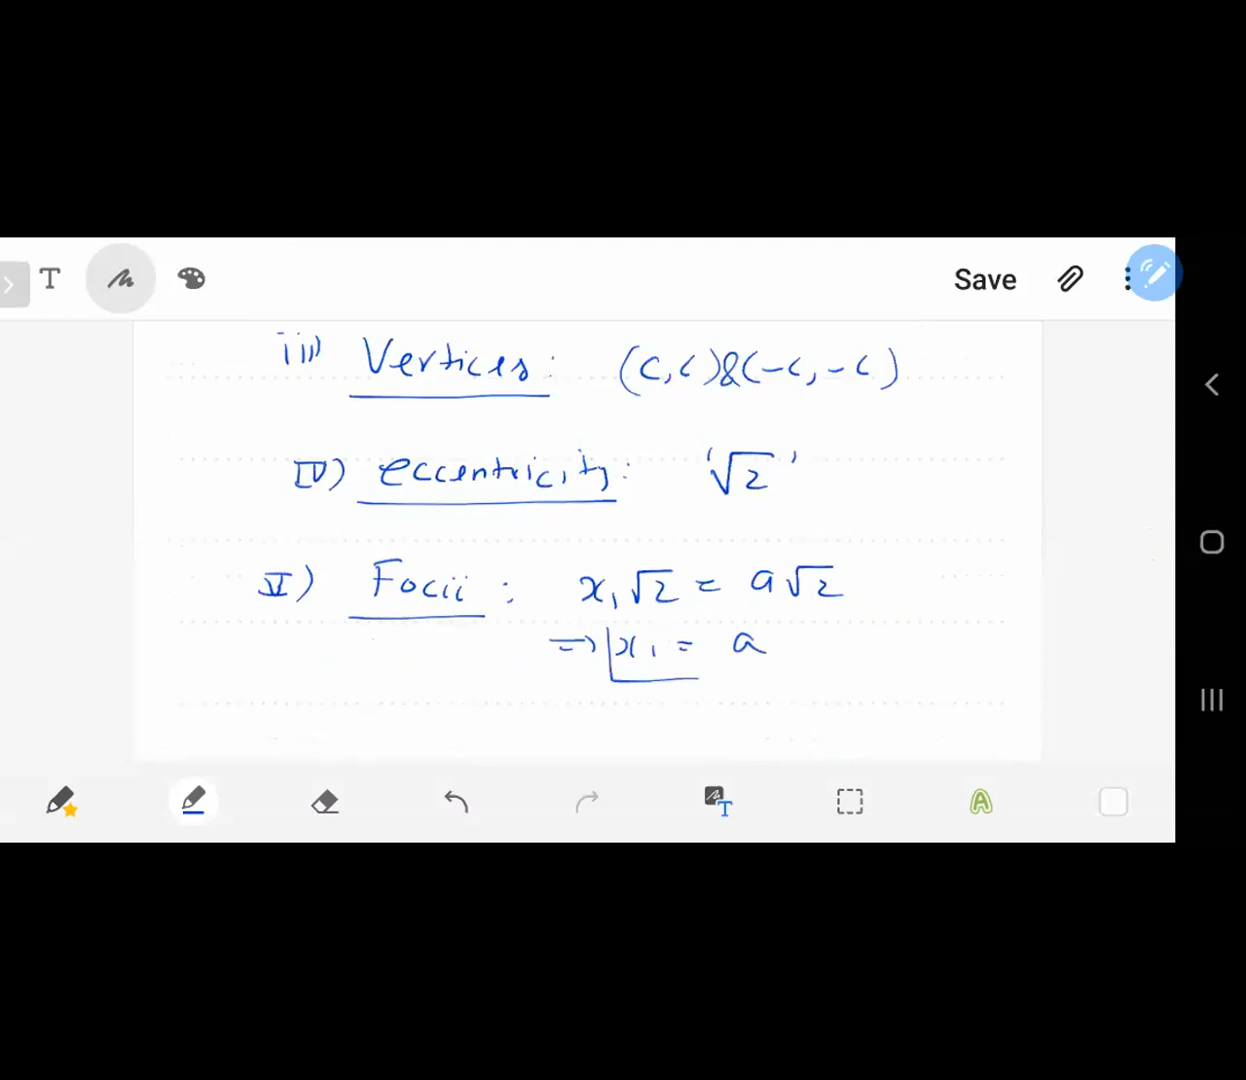 T Save
iii) Vertices: (c,c)&(-c,-c)
IV) eccentricity: '√2'
V) Focii: x₁√2 = a√2
⇒ x₁ = a